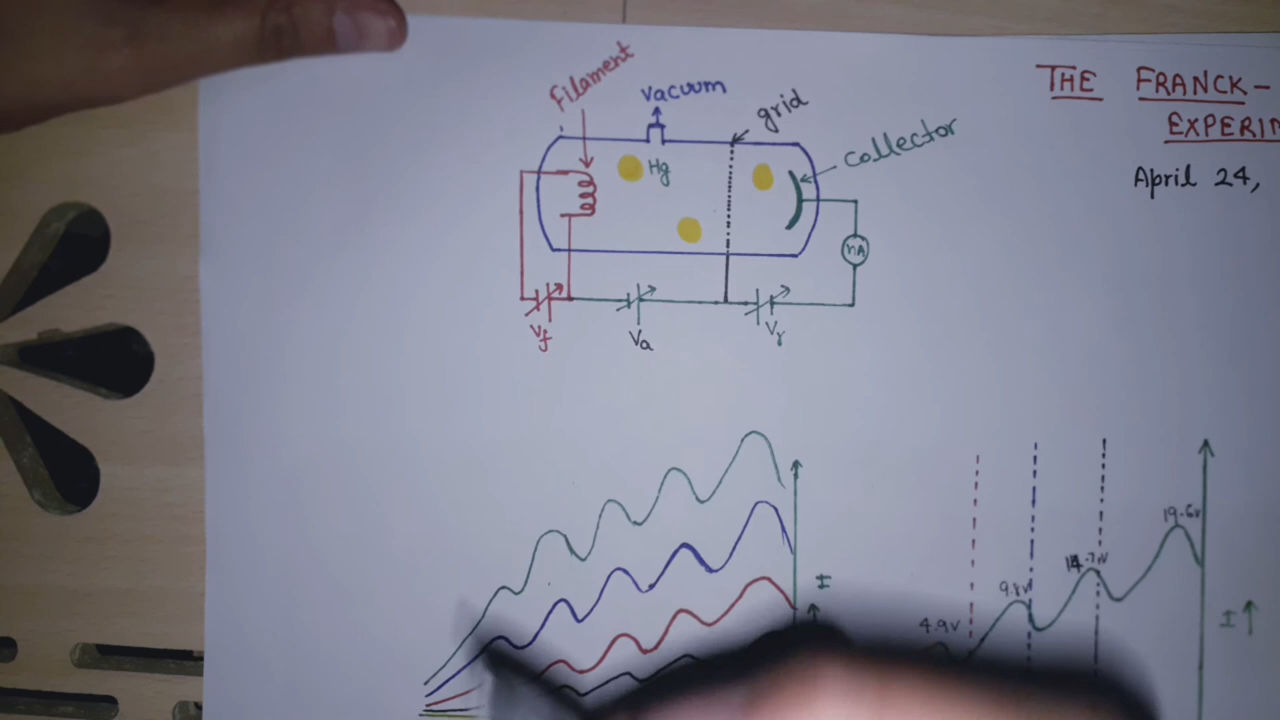 Filament
vacuum
grid
THE FRANCK-
EXPERIM
April 24,
Hg
collector
nA
Vf
Va
Vr
19.6v
14.7v
9.8v
4.9v
I
I